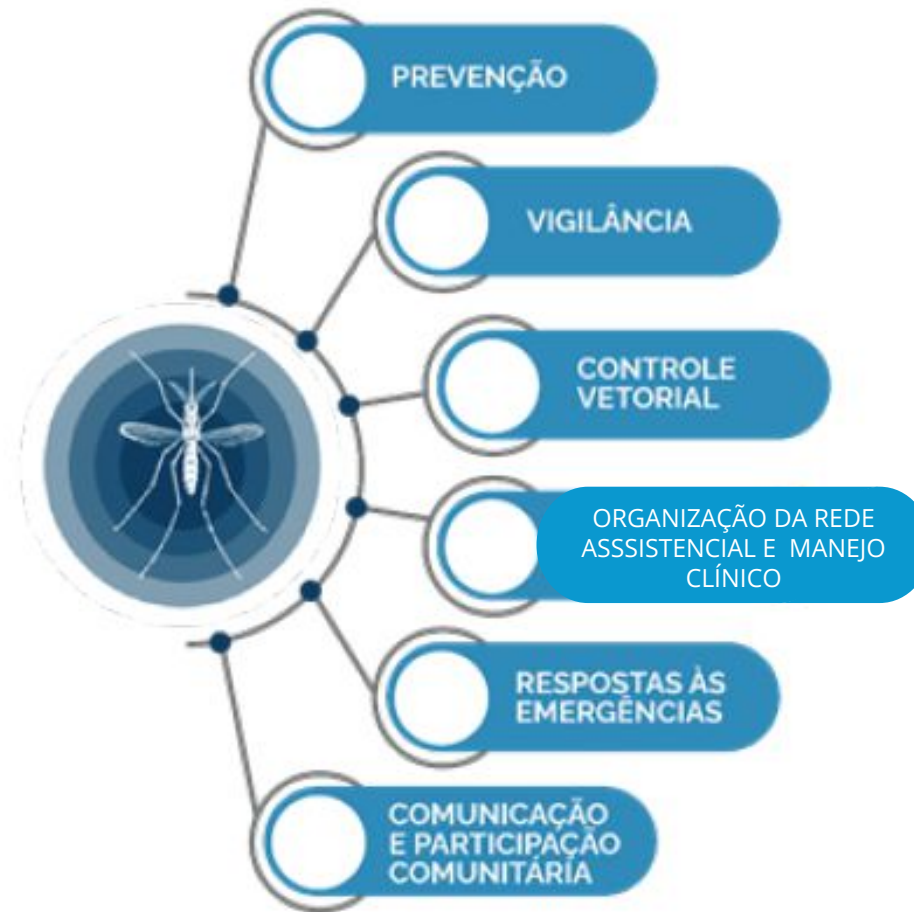 PREVENÇÃO
VIGILÂNCIA
CONTROLE
VETORIAL
ORGANIZAÇÃO DA REDE
ASSSISTENCIAL E MANEJO
CLÍNICO
RESPOSTAS ÀS
EMERGÊNCIAS
COMUNICAÇÃO
E PARTICIPAÇÃO
COMUNITÁRIA